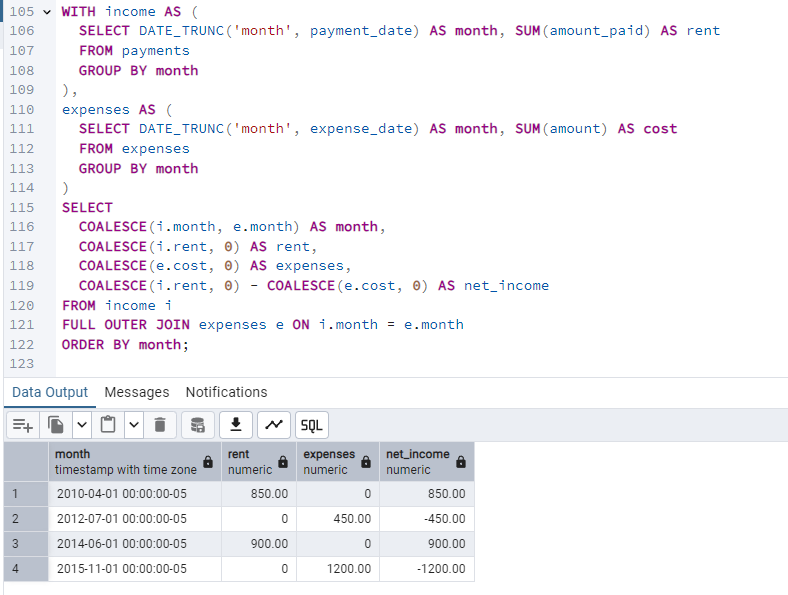 105 WITH income AS (
106 SELECT DATE_TRUNC('month', payment_date) AS month, SUM(amount_paid) AS rent
107 FROM payments
108 GROUP BY month
109 ),
110 expenses AS (
111 SELECT DATE_TRUNC('month', expense_date) AS month, SUM(amount) AS cost
112 FROM expenses
113 GROUP BY month
114 )
115 SELECT
116 COALESCE(i.month, e.month) AS month,
117 COALESCE(i.rent, 0) AS rent,
118 COALESCE(e.cost, 0) AS expenses,
119 COALESCE(i.rent, 0) - COALESCE(e.cost, 0) AS net_income
120 FROM income i
121 FULL OUTER JOIN expenses e ON i.month = e.month
122 ORDER BY month;
123
Data Output Messages Notifications
SQL
month rent expenses net_income
timestamp with time zone numeric numeric numeric
1 2010-04-01 00:00:00-05 850.00 0 850.00
2 2012-07-01 00:00:00-05 0 450.00 -450.00
3 2014-06-01 00:00:00-05 900.00 0 900.00
4 2015-11-01 00:00:00-05 0 1200.00 -1200.00